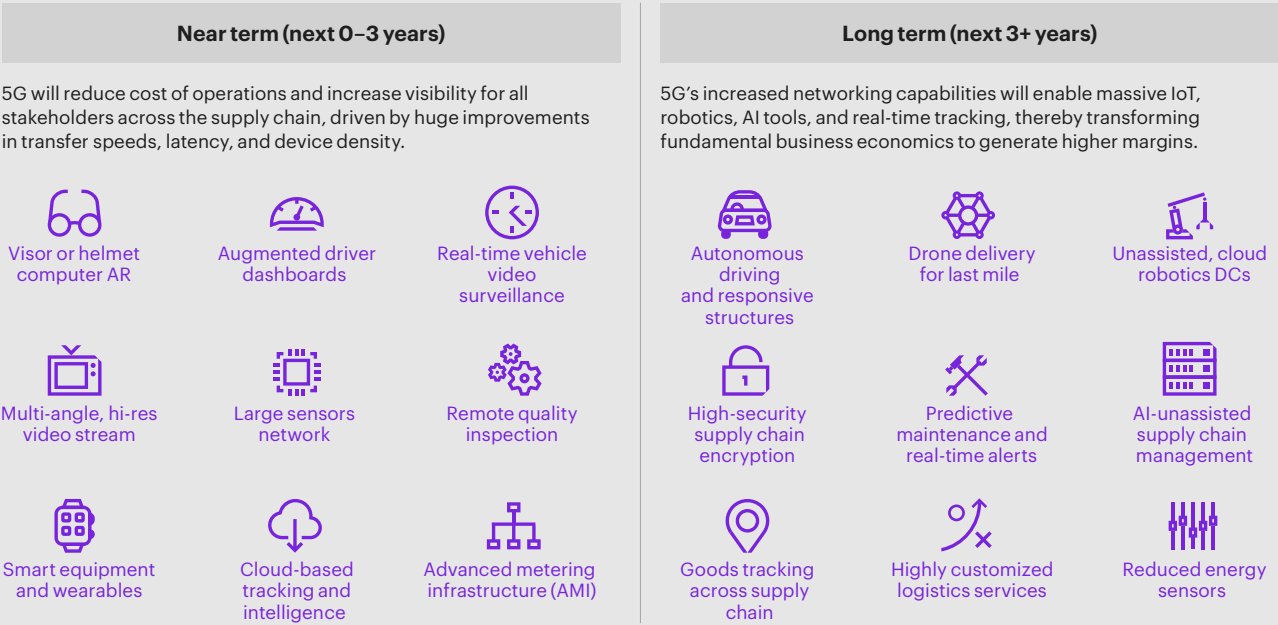 Near term (next 0–3 years)
5G will reduce cost of operations and increase visibility for all
stakeholders across the supply chain, driven by huge improvements
in transfer speeds, latency, and device density.
Visor or helmet
computer AR
Augmented driver
dashboards
Real-time vehicle
video
surveillance
Multi-angle, hi-res
video stream
Large sensors
network
Remote quality
inspection
Smart equipment
and wearables
Cloud-based
tracking and
intelligence
Advanced metering
infrastructure (AMI)
Long term (next 3+ years)
5G’s increased networking capabilities will enable massive IoT,
robotics, AI tools, and real-time tracking, thereby transforming
fundamental business economics to generate higher margins.
Autonomous
driving
and responsive
structures
Drone delivery
for last mile
Unassisted, cloud
robotics DCs
High-security
supply chain
encryption
Predictive
maintenance and
real-time alerts
AI-unassisted
supply chain
management
Goods tracking
across supply
chain
Highly customized
logistics services
Reduced energy
sensors